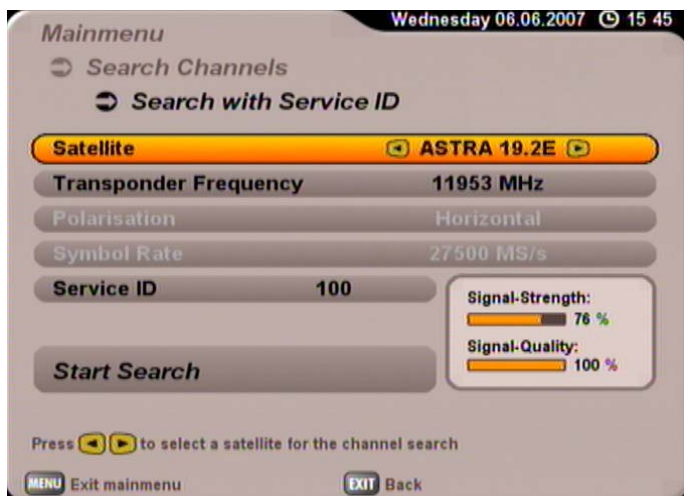 Wednesday 06.06.2007 15 45
Mainmenu
Search Channels
Search with Service ID
Satellite ASTRA 19.2E
Transponder Frequency 11953 MHz
Polarisation Horizontal
Symbol Rate 27500 MS/s
Service ID 100
Signal-Strength:
76 %
Signal-Quality:
100 %
Start Search
Press to select a satellite for the channel search
MENU Exit mainmenu EXIT Back